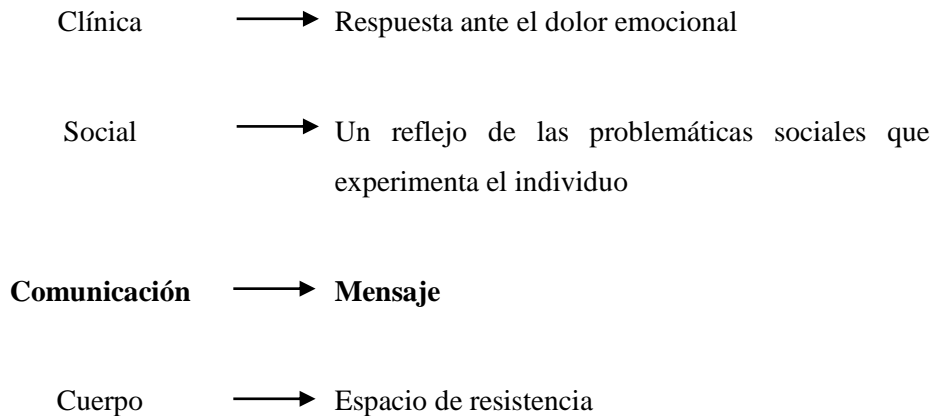 Clínica Respuesta ante el dolor emocional
Social Un reflejo de las problemáticas sociales que
experimenta el individuo
Comunicación Mensaje
Cuerpo Espacio de resistencia